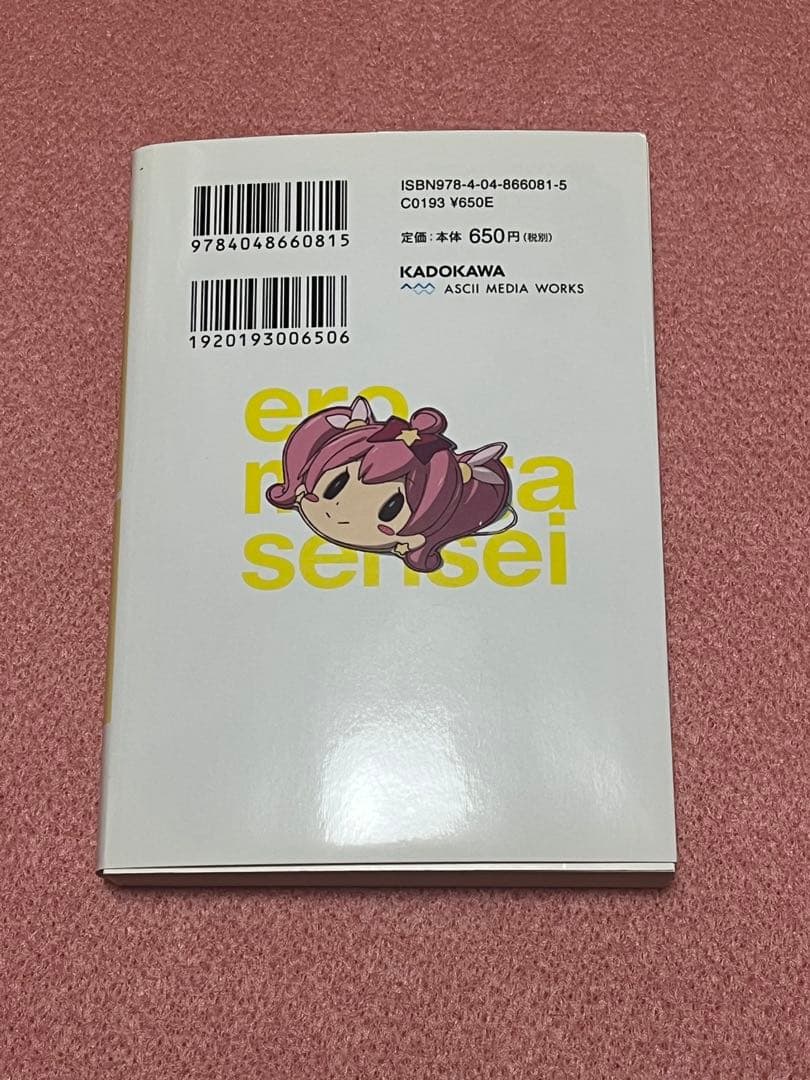 ISBN978-4-04-866081-5
C0193 ¥650E
9784048660815
定価：本体 650円（税別）
KADOKAWA
ASCII MEDIA WORKS
1920193006506
ero
sensei